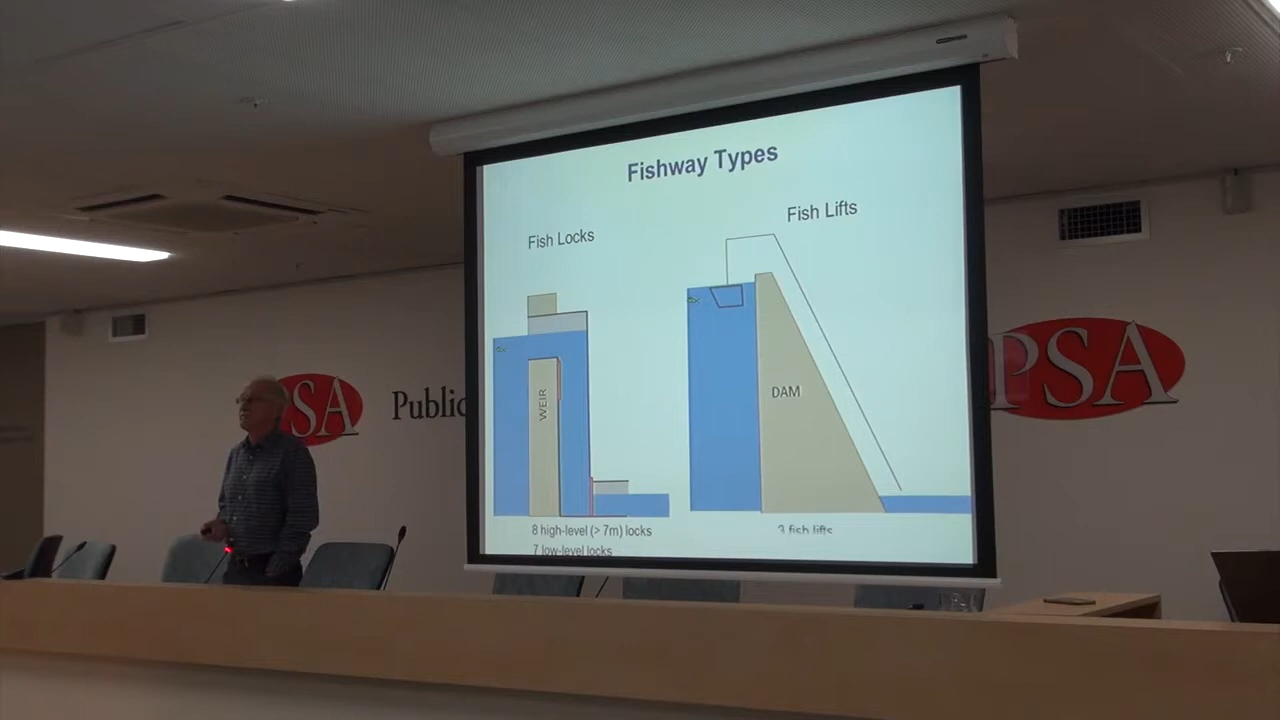 Fishway Types
Fish Locks
Fish Lifts
WEIR
DAM
8 high-level (> 7m) locks
7 low-level locks
3 fish lifts
SA
Public
PSA